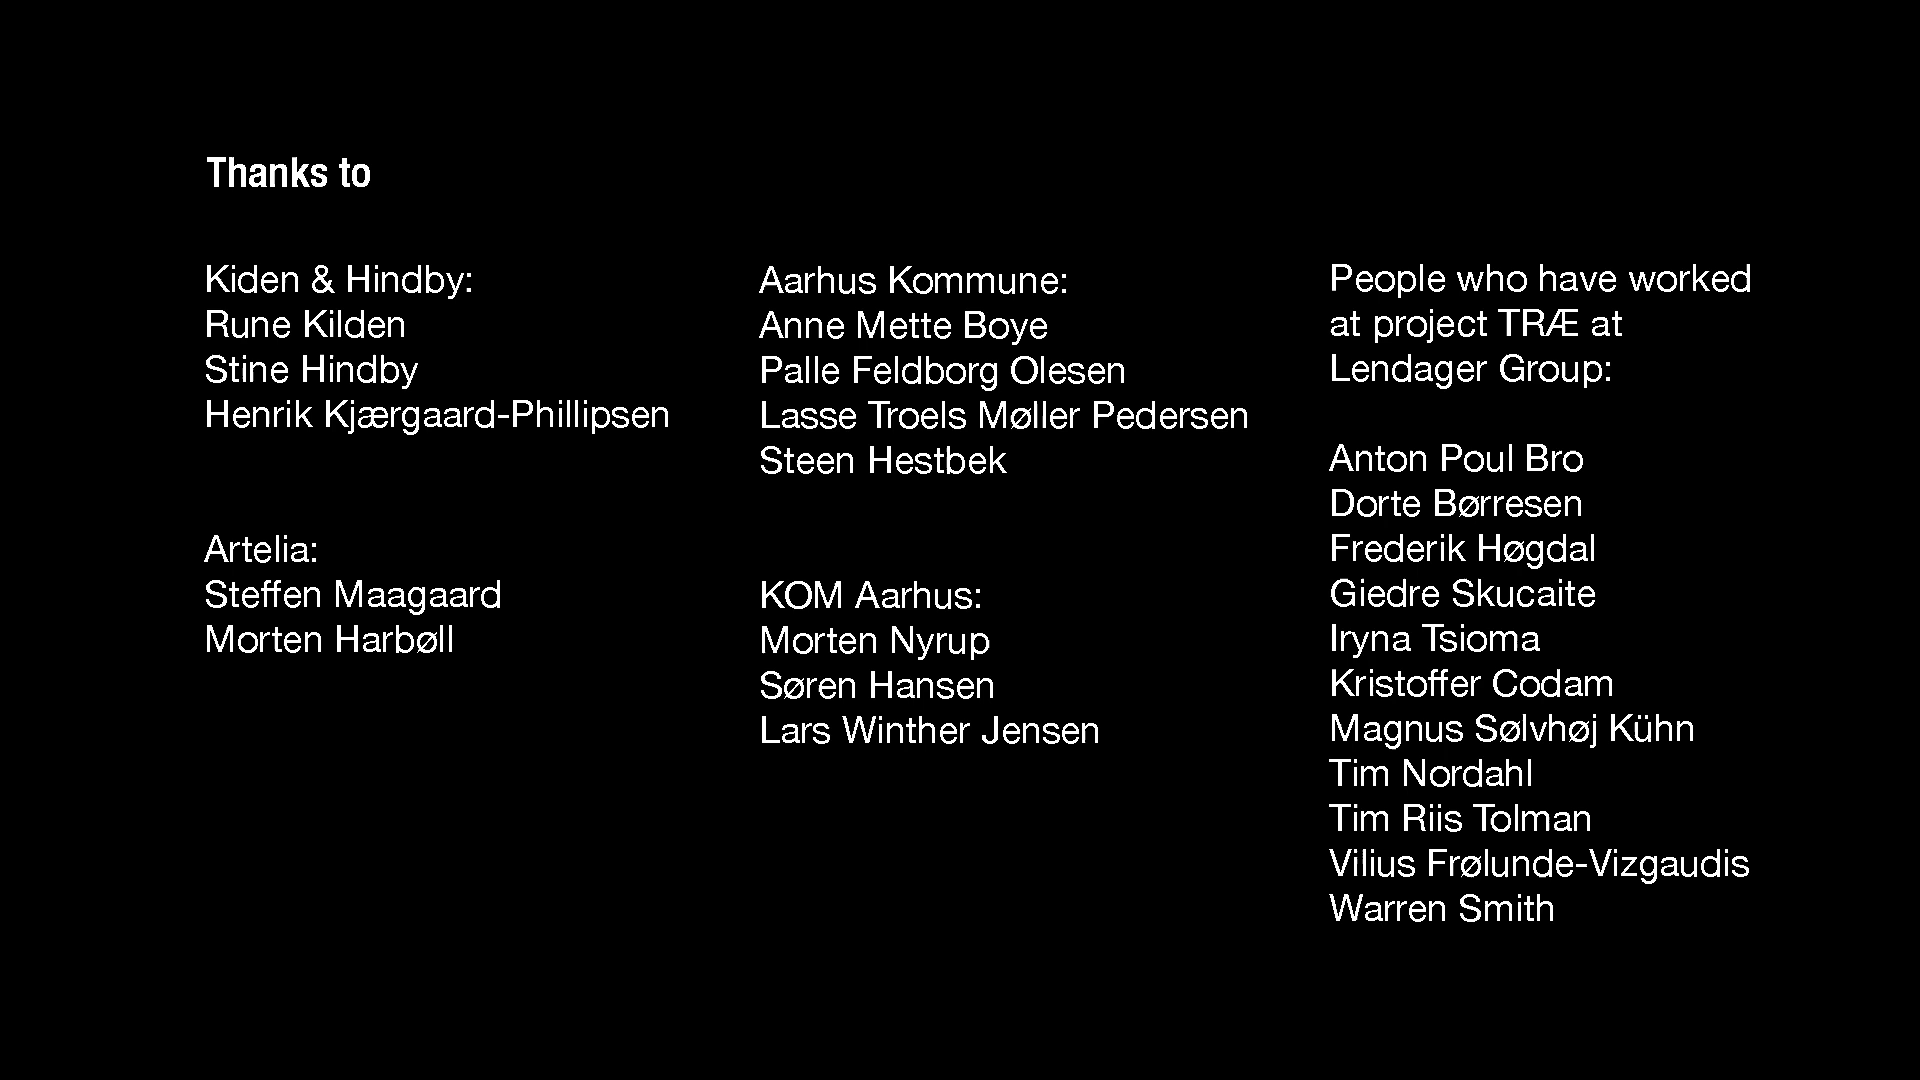 Thanks to
Kiden & Hindby:
Rune Kilden
Stine Hindby
Henrik Kjærgaard-Phillipsen
Artelia:
Steffen Maagaard
Morten Harbøll
Aarhus Kommune:
Anne Mette Boye
Palle Feldborg Olesen
Lasse Troels Møller Pedersen
Steen Hestbek
KOM Aarhus:
Morten Nyrup
Søren Hansen
Lars Winther Jensen
People who have worked
at project TRÆ at
Lendager Group:
Anton Poul Bro
Dorte Børresen
Frederik Høgdal
Giedre Skucaite
Iryna Tsioma
Kristoffer Codam
Magnus Sølvhøj Kühn
Tim Nordahl
Tim Riis Tolman
Vilius Frølunde-Vizgaudis
Warren Smith